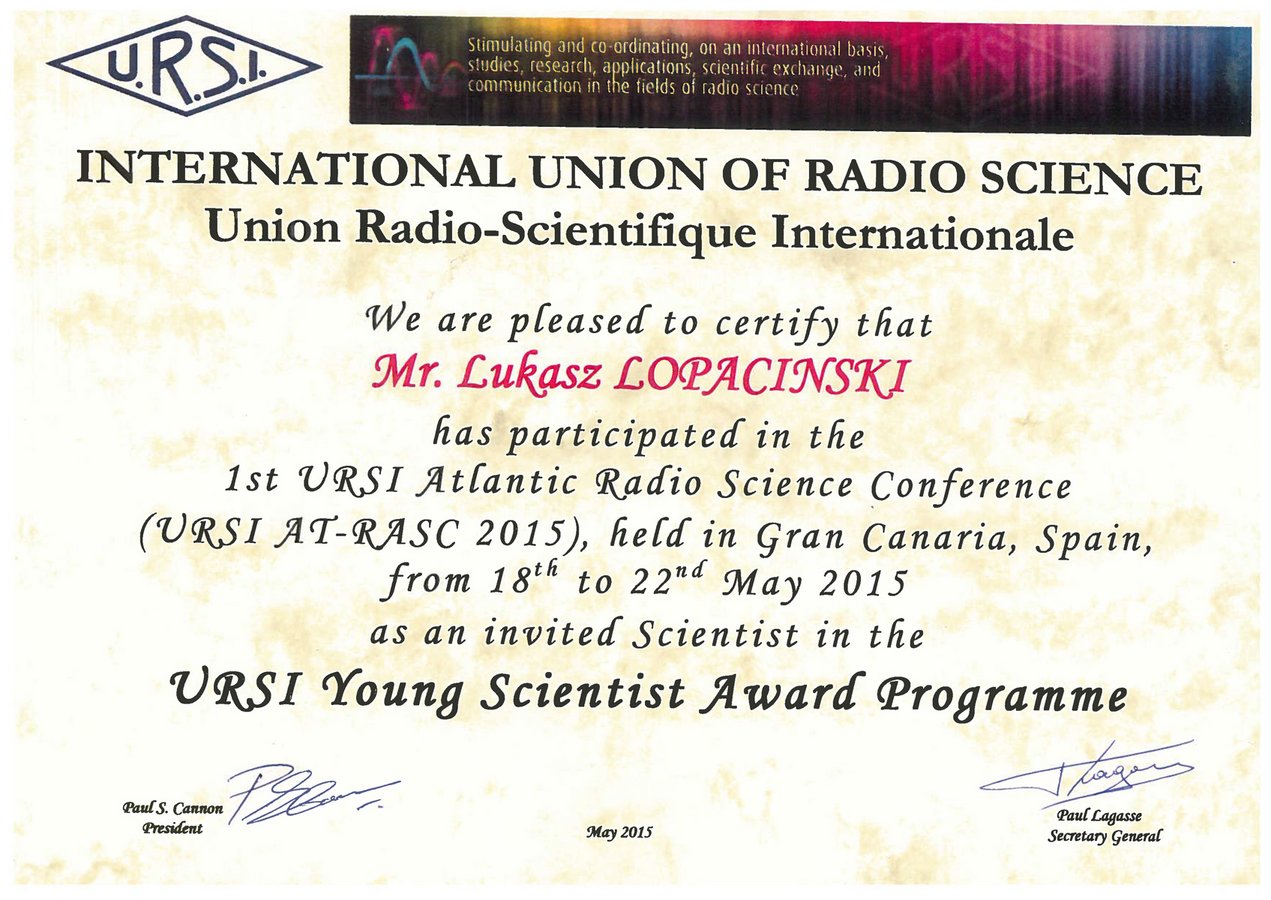 U.R.S.I.
Stimulating and co-ordinating, on an international basis,
studies, research, applications, scientific exchange, and
communication in the fields of radio science
INTERNATIONAL UNION OF RADIO SCIENCE
Union Radio-Scientifique Internationale
We are pleased to certify that
Mr. Lukasz LOPACINSKI
has participated in the
1st URSI Atlantic Radio Science Conference
(URSI AT-RASC 2015), held in Gran Canaria, Spain,
from 18th to 22nd May 2015
as an invited Scientist in the
URSI Young Scientist Award Programme
Paul S. Cannon
President
May 2015
Paul Lagasse
Secretary General